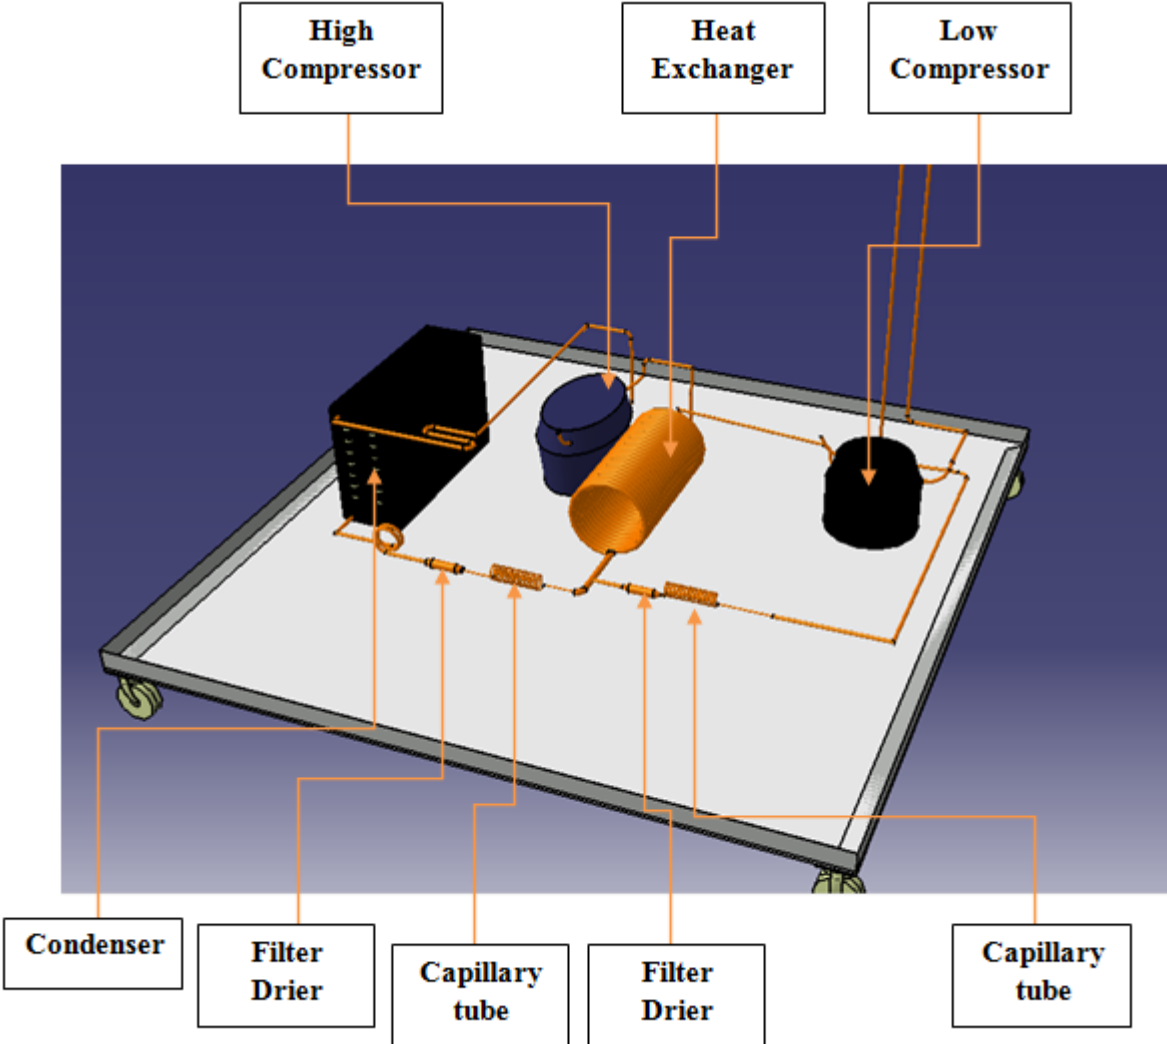 High
Compressor
Heat
Exchanger
Low
Compressor
Condenser
Filter
Drier
Capillary
tube
Filter
Drier
Capillary
tube